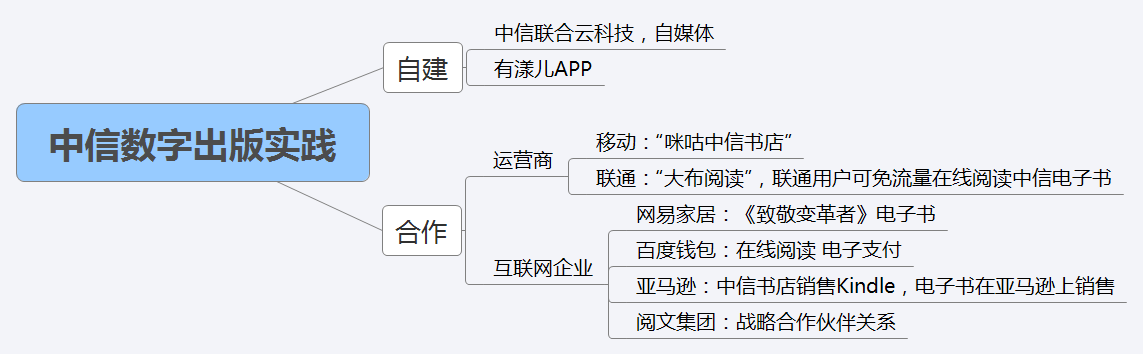 中信数字出版实践
自建
中信联合云科技，自媒体
有漾儿APP
合作
运营商
移动：“咪咕中信书店”
联通：“大布阅读”，联通用户可免流量在线阅读中信电子书
互联网企业
网易家居：《致敬变革者》电子书
百度钱包：在线阅读 电子支付
亚马逊：中信书店销售Kindle，电子书在亚马逊上销售
阅文集团：战略合作伙伴关系